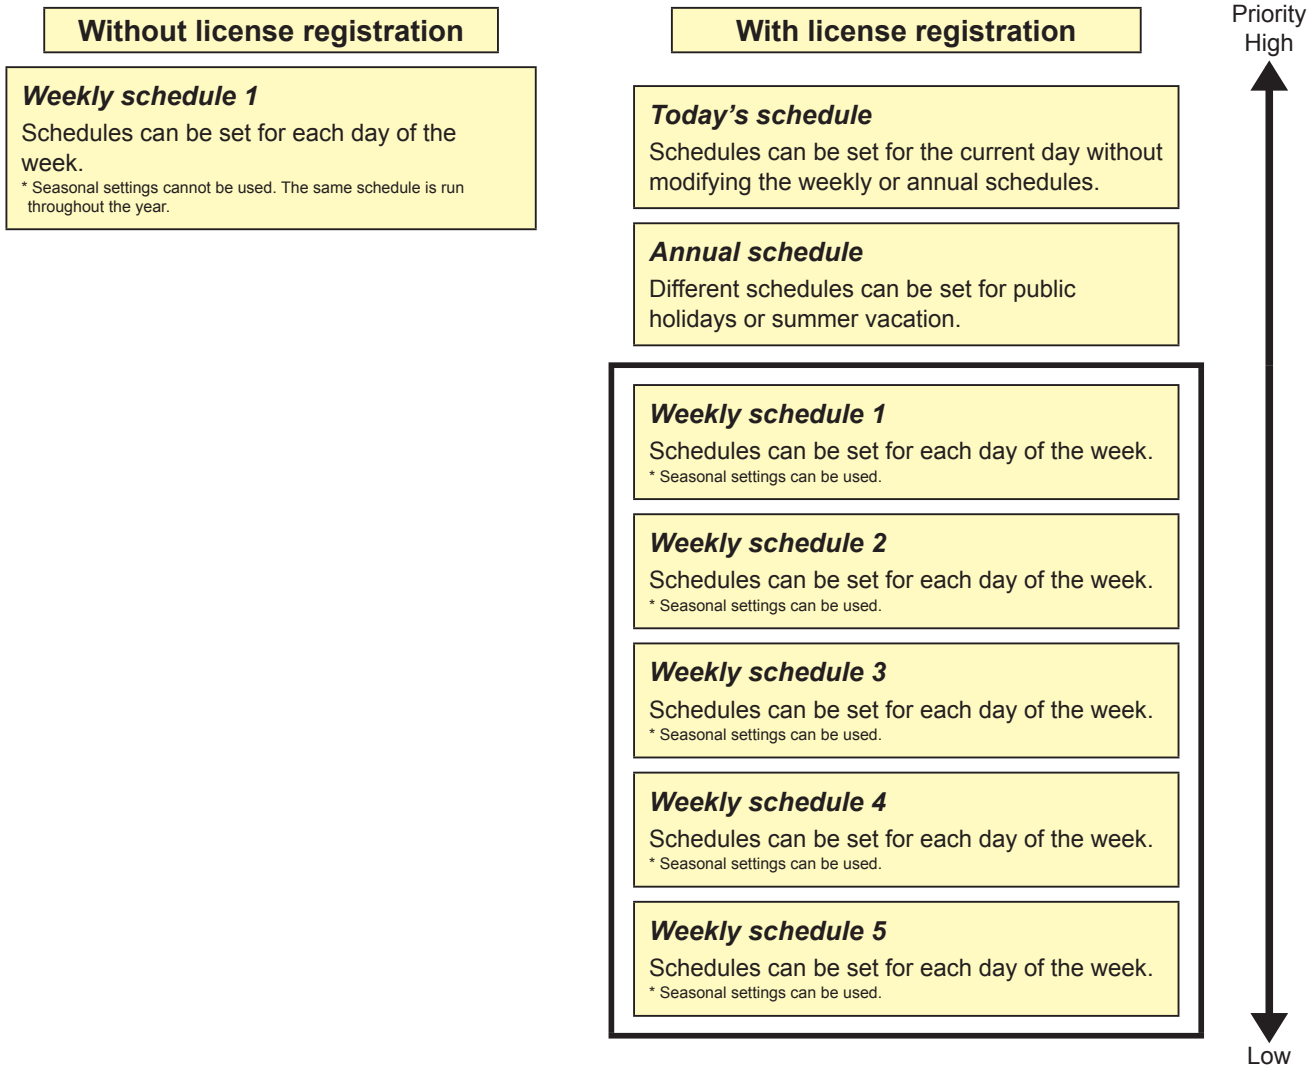 Without license registration
Weekly schedule 1
Schedules can be set for each day of the
week.
* Seasonal settings cannot be used. The same schedule is run
throughout the year.
With license registration
Today's schedule
Schedules can be set for the current day without
modifying the weekly or annual schedules.
Annual schedule
Different schedules can be set for public
holidays or summer vacation.
Weekly schedule 1
Schedules can be set for each day of the week.
* Seasonal settings can be used.
Weekly schedule 2
Schedules can be set for each day of the week.
* Seasonal settings can be used.
Weekly schedule 3
Schedules can be set for each day of the week.
* Seasonal settings can be used.
Weekly schedule 4
Schedules can be set for each day of the week.
* Seasonal settings can be used.
Weekly schedule 5
Schedules can be set for each day of the week.
* Seasonal settings can be used.
Priority
High
Low